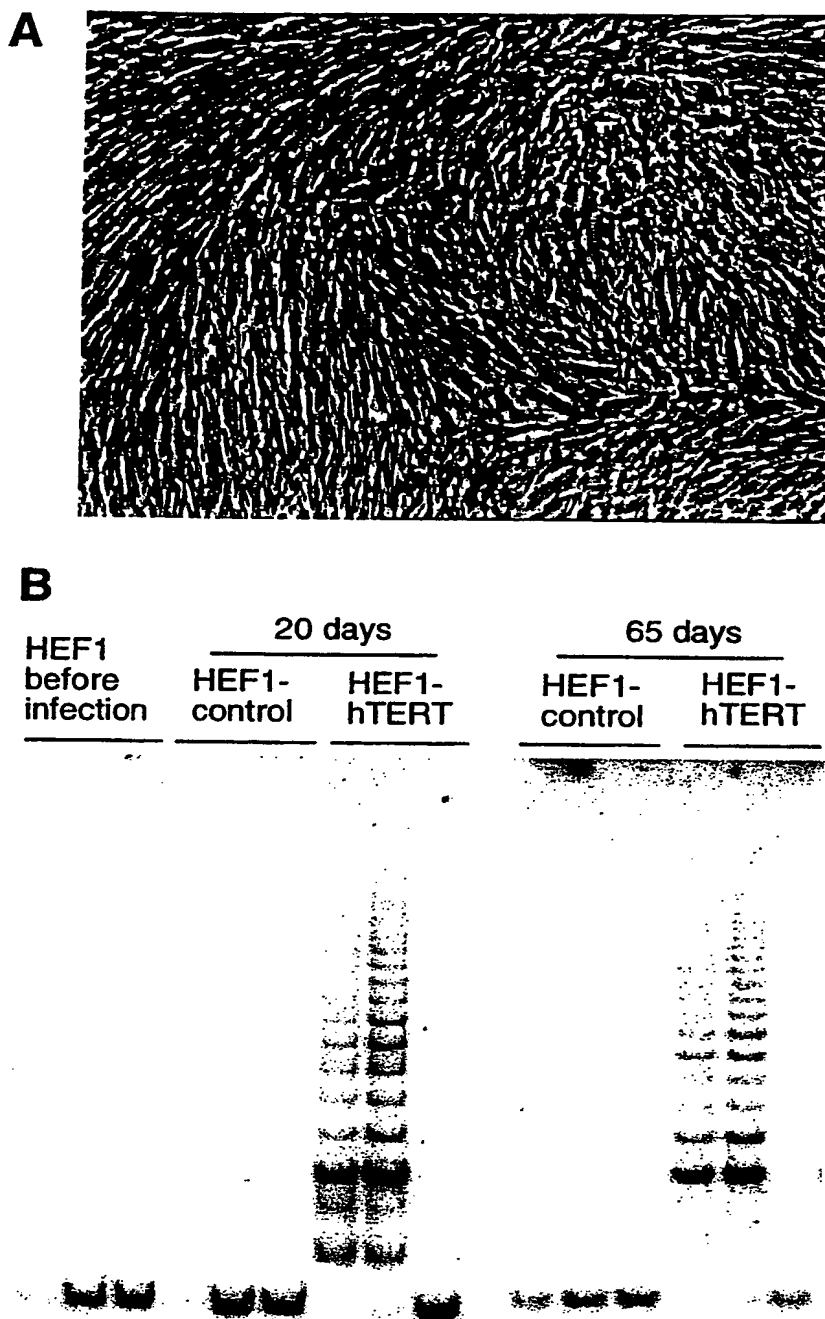 A
B
20 days
65 days
HEF1
before
infection
HEF1-
control
HEF1-
hTERT
HEF1-
control
HEF1-
hTERT